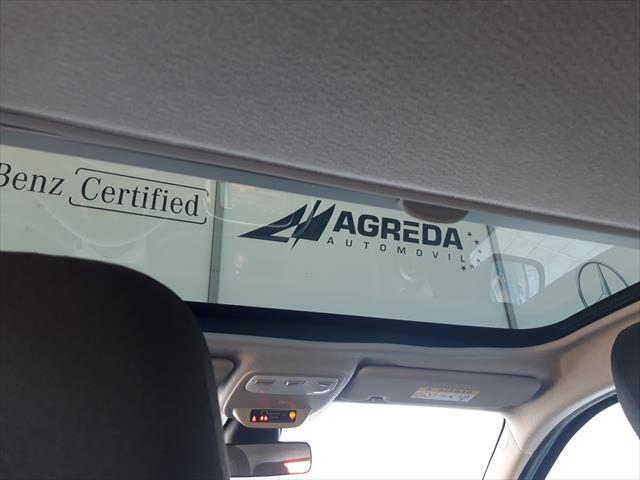 Benz Certified
AGREDA
AUTOMOVIL